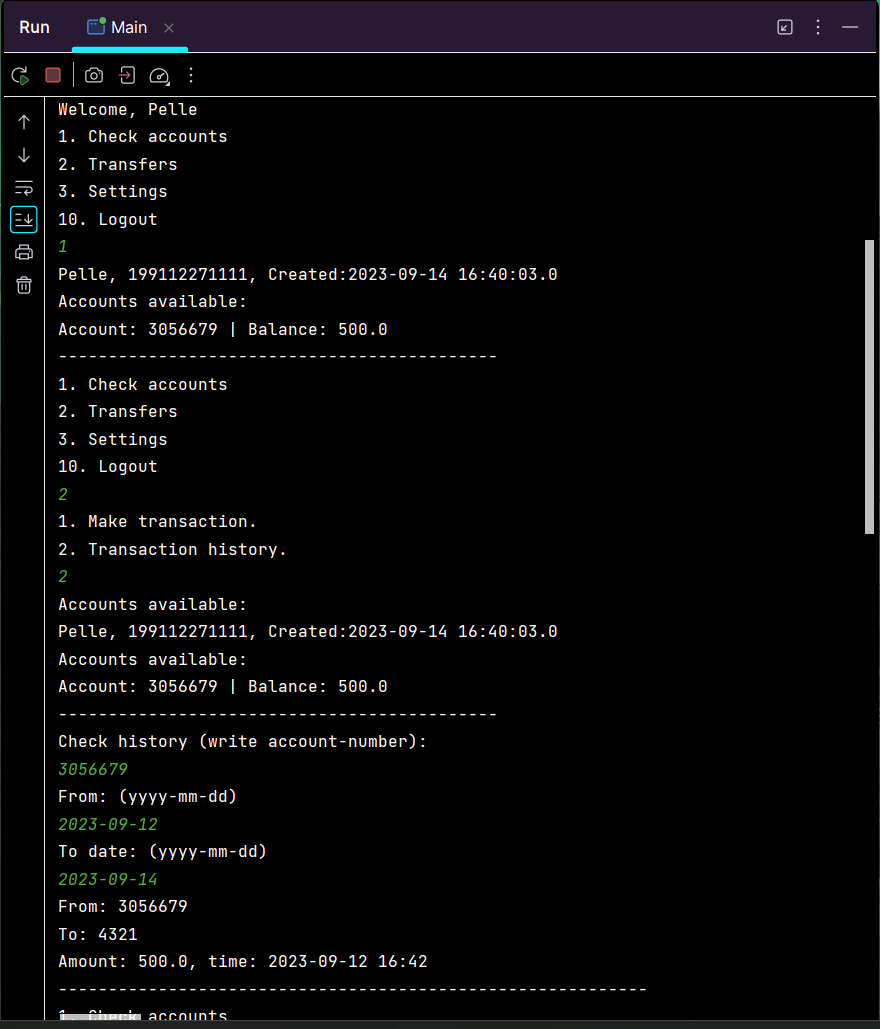 Run Main
Welcome, Pelle
1. Check accounts
2. Transfers
3. Settings
10. Logout
1
Pelle, 199112271111, Created:2023-09-14 16:40:03.0
Accounts available:
Account: 3056679 | Balance: 500.0
--------------------------------------------
1. Check accounts
2. Transfers
3. Settings
10. Logout
2
1. Make transaction.
2. Transaction history.
2
Accounts available:
Pelle, 199112271111, Created:2023-09-14 16:40:03.0
Accounts available:
Account: 3056679 | Balance: 500.0
--------------------------------------------
Check history (write account-number):
3056679
From: (yyyy-mm-dd)
2023-09-12
To date: (yyyy-mm-dd)
2023-09-14
From: 3056679
To: 4321
Amount: 500.0, time: 2023-09-12 16:42
-----------------------------------------------------------
1. Check accounts